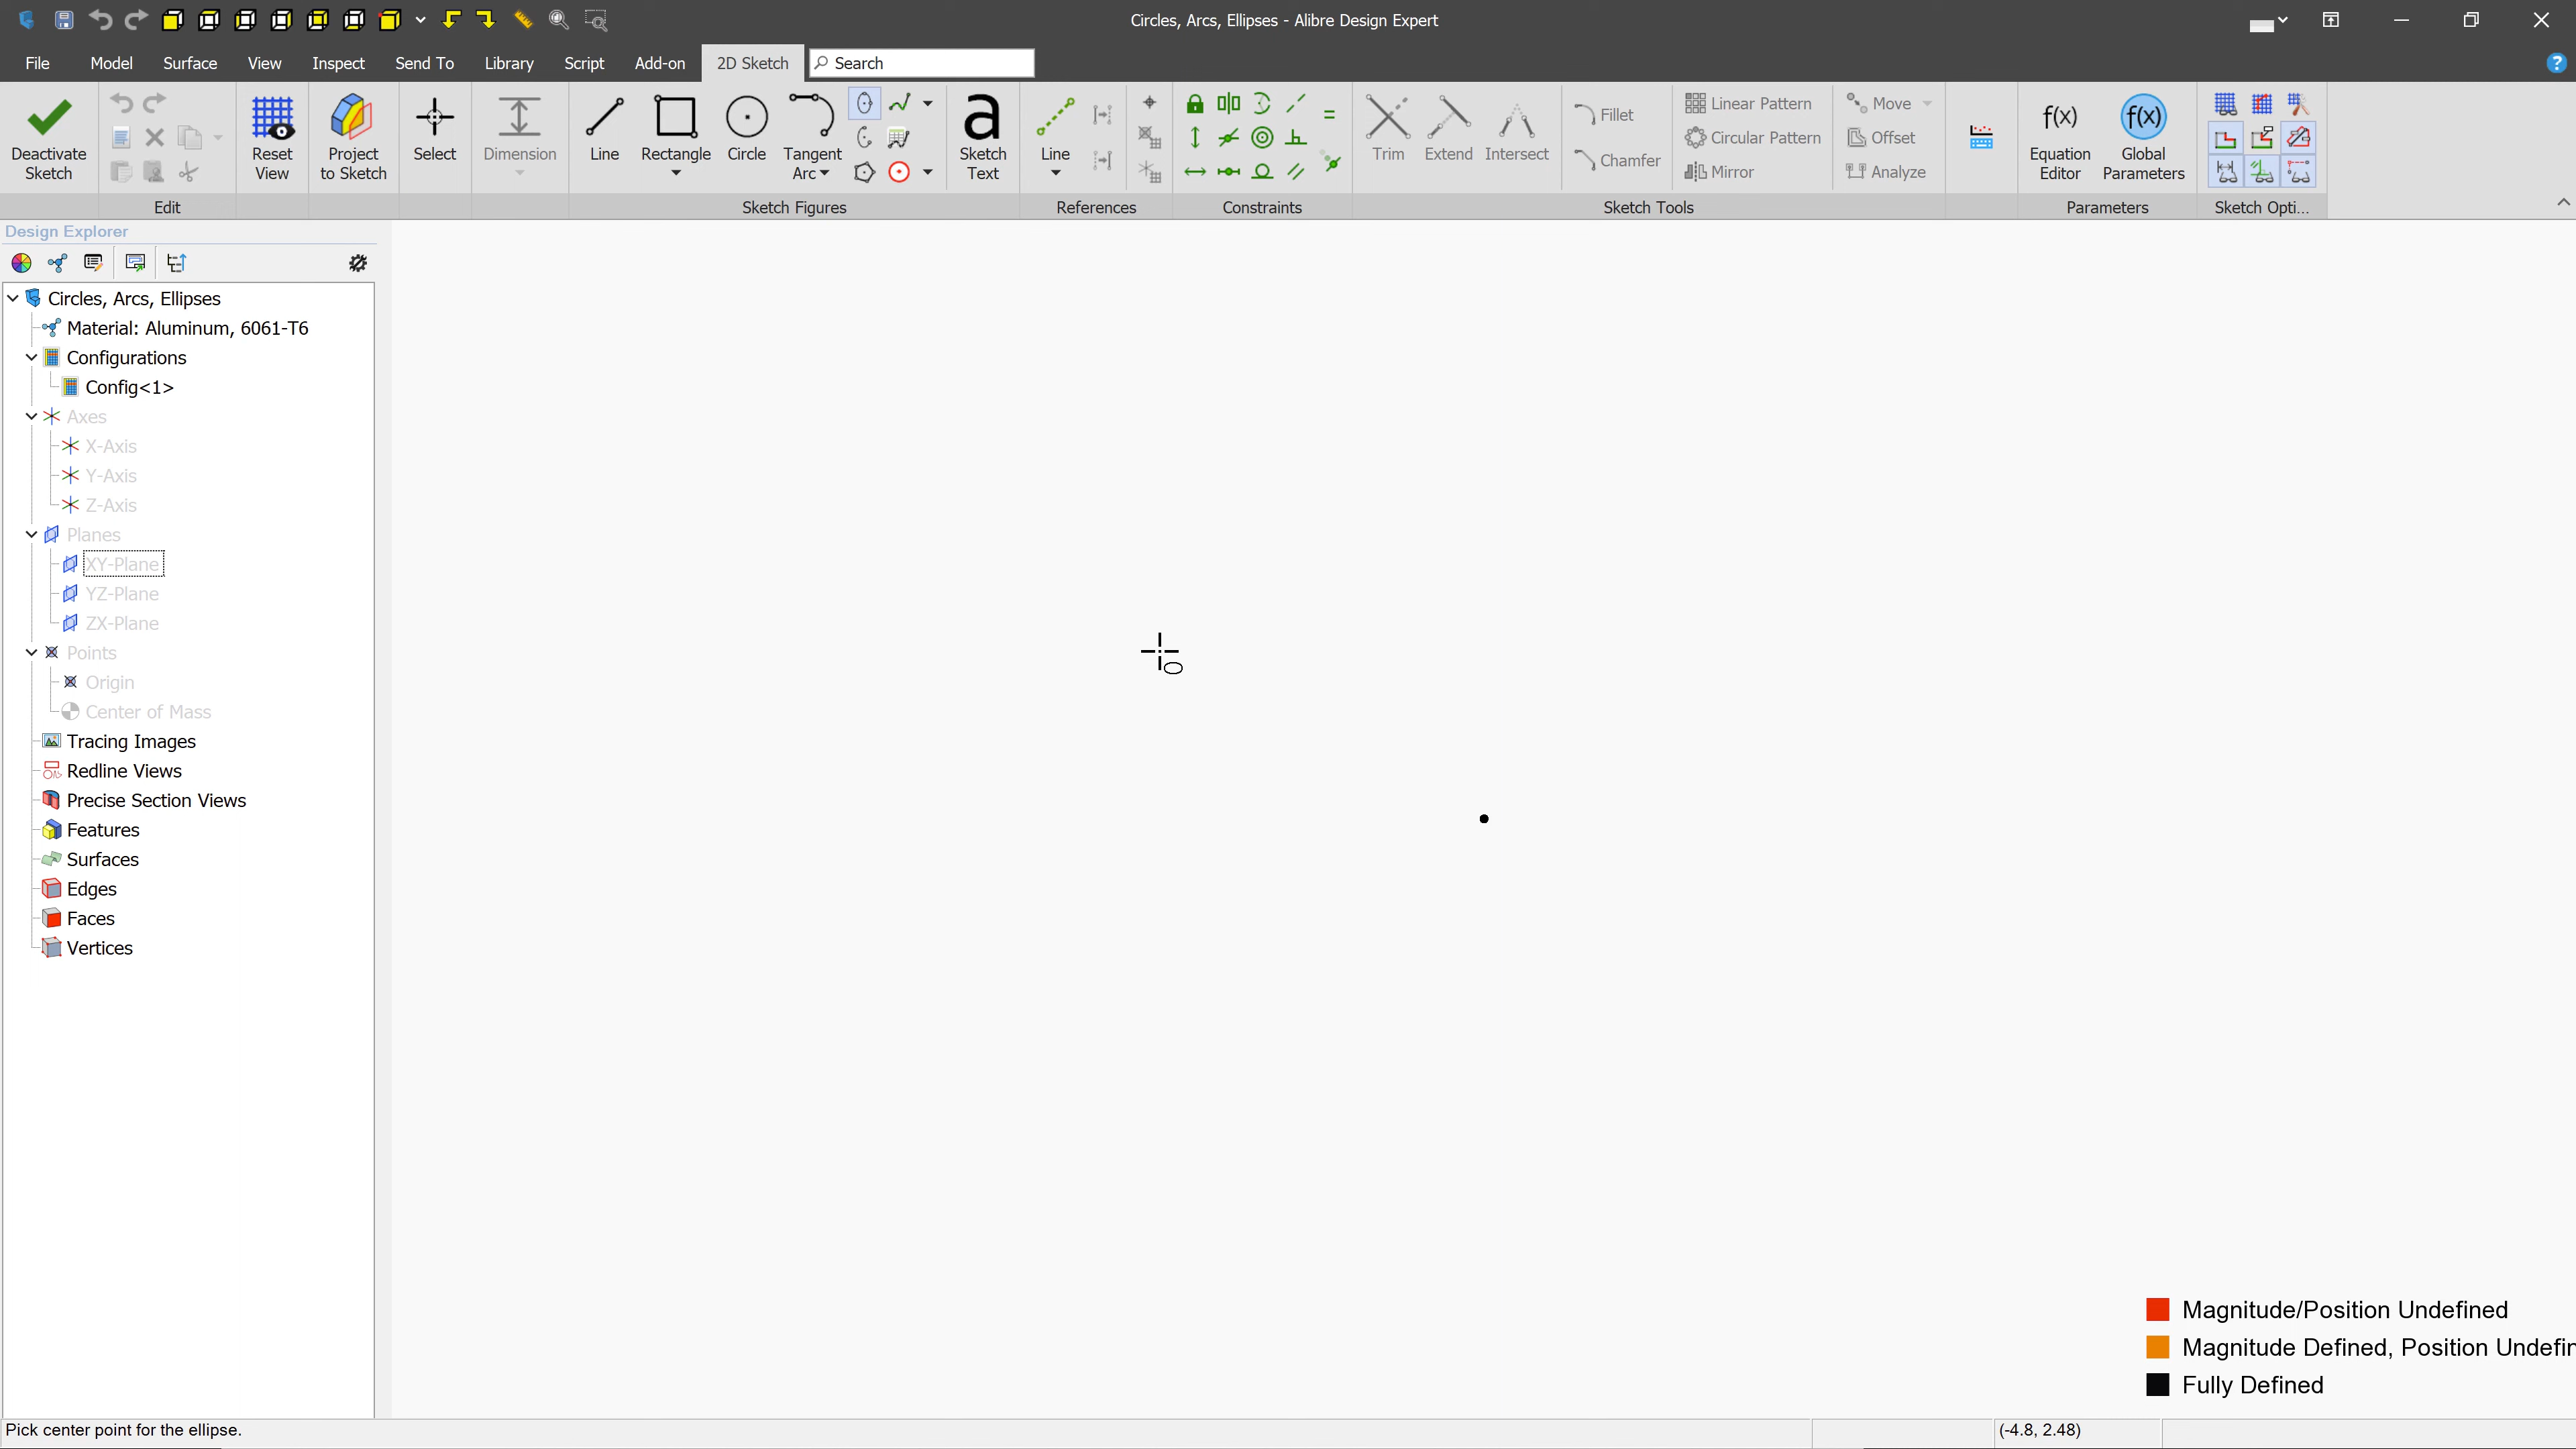 Circles, Arcs, Ellipses - Alibre Design Expert
File Model Surface View Inspect Send To Library Script Add-on 2D Sketch Search
Deactivate Sketch
Reset View
Project to Sketch
Select
Dimension
Line
Rectangle
Circle
Tangent Arc
a
Sketch Text
Line
Trim
Extend
Intersect
Fillet
Chamfer
Linear Pattern
Circular Pattern
Mirror
Move
Offset
Analyze
f(x)
Equation Editor
f(x)
Global Parameters
Edit
Sketch Figures
References
Constraints
Sketch Tools
Parameters
Sketch Opti...
Design Explorer
Circles, Arcs, Ellipses
Material: Aluminum, 6061-T6
Configurations
Config<1>
Axes
X-Axis
Y-Axis
Z-Axis
Planes
XY-Plane
YZ-Plane
ZX-Plane
Points
Origin
Center of Mass
Tracing Images
Redline Views
Precise Section Views
Features
Surfaces
Edges
Faces
Vertices
Magnitude/Position Undefined
Magnitude Defined, Position Undefin
Fully Defined
Pick center point for the ellipse.
(-4.8, 2.48)